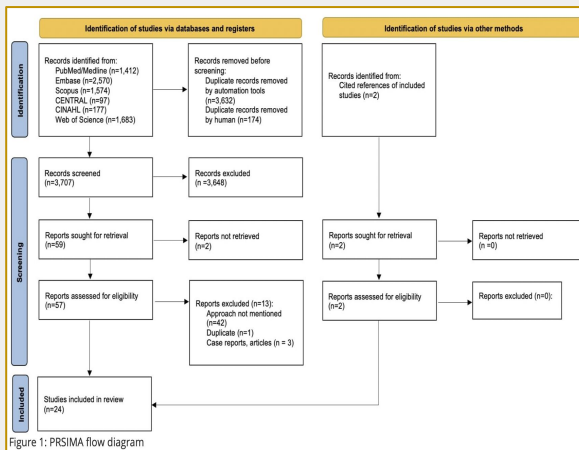 Identification of studies via databases and registers
Identification of studies via other methods
Identification
Records identified from:
PubMed/Medline (n=1,412)
Embase (n=2,570)
Scopus (n=1,574)
CENTRAL (n=97)
CINAHL (n=177)
Web of Science (n=1,683)
Records removed before
screening:
Duplicate records removed
by automation tools
(n=3,632)
Duplicate records removed
by human (n=174)
Records identified from:
Cited references of included
studies (n=2)
Screening
Records screened
(n=3,707)
Records excluded
(n =3,648)
Reports sought for retrieval
(n=59)
Reports not retrieved
(n=2)
Reports sought for retrieval
(n=2)
Reports not retrieved
(n =0)
Reports assessed for eligibility
(n=57)
Reports excluded (n=13):
Approach not mentioned
(n=42)
Duplicate (n=1)
Case reports, articles (n = 3)
Reports assessed for eligibility
(n=2)
Reports excluded (n=0):
Included
Studies included in review
(n=24)
Figure 1: PRSIMA flow diagram